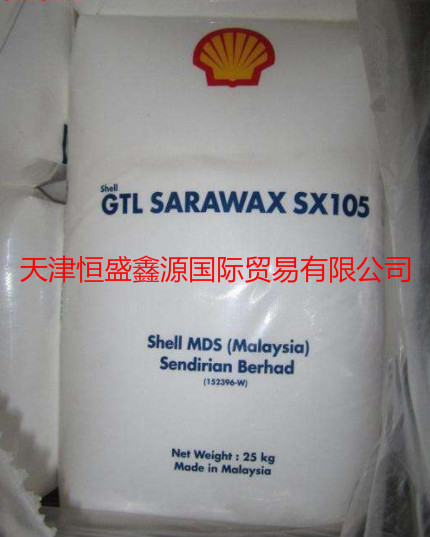 Shell
GTL SARAWAX SX105
天津恒盛鑫源国际贸易有限公司
Shell MDS (Malaysia)
Sendirian Berhad
(152396-W)
Net Weight : 25 kg
Made in Malaysia